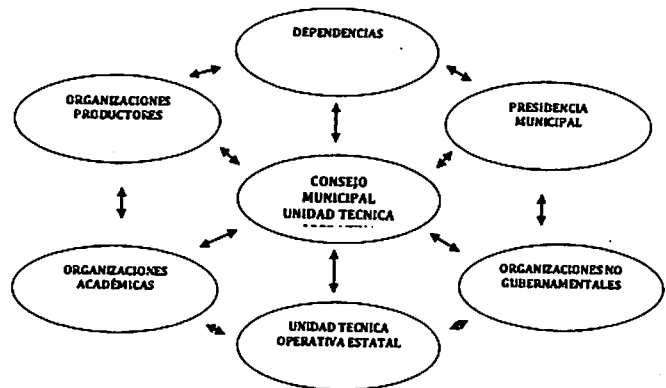 DEPENDENCIAS
ORGANIZACIONES
PRODUCTORES
PRESIDENCIA
MUNICIPAL
CONSEJO
MUNICIPAL
UNIDAD TECNICA
ORGANIZACIONES
ACADÉMICAS
ORGANIZACIONES NO
GUBERNAMENTALES
UNIDAD TECNICA
OPERATIVA ESTATAL